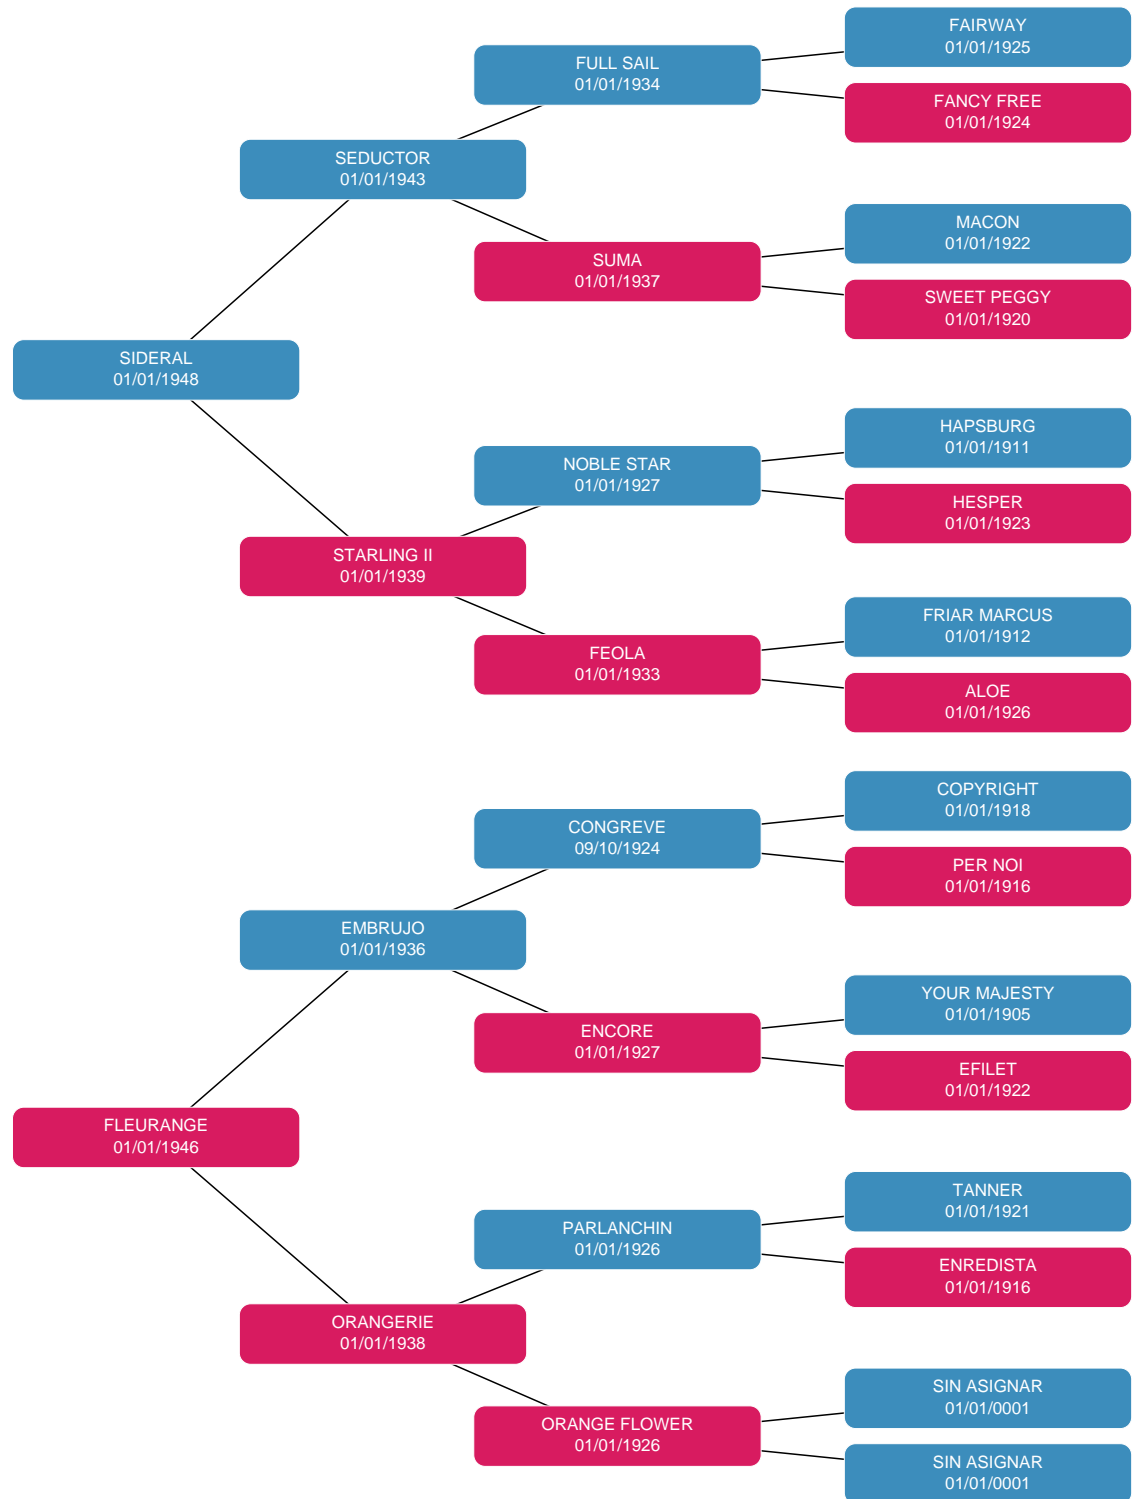 FAIRWAY
01/01/1925
FULL SAIL
01/01/1934
FANCY FREE
01/01/1924
SEDUCTOR
01/01/1943
MACON
01/01/1922
SUMA
01/01/1937
SWEET PEGGY
01/01/1920
SIDERAL
01/01/1948
HAPSBURG
01/01/1911
NOBLE STAR
01/01/1927
HESPER
01/01/1923
STARLING II
01/01/1939
FRIAR MARCUS
01/01/1912
FEOLA
01/01/1933
ALOE
01/01/1926
COPYRIGHT
01/01/1918
CONGREVE
09/10/1924
PER NOI
01/01/1916
EMBRUJO
01/01/1936
YOUR MAJESTY
01/01/1905
ENCORE
01/01/1927
EFILET
01/01/1922
FLEURANGE
01/01/1946
TANNER
01/01/1921
PARLANCHIN
01/01/1926
ENREDISTA
01/01/1916
ORANGERIE
01/01/1938
SIN ASIGNAR
01/01/0001
ORANGE FLOWER
01/01/1926
SIN ASIGNAR
01/01/0001